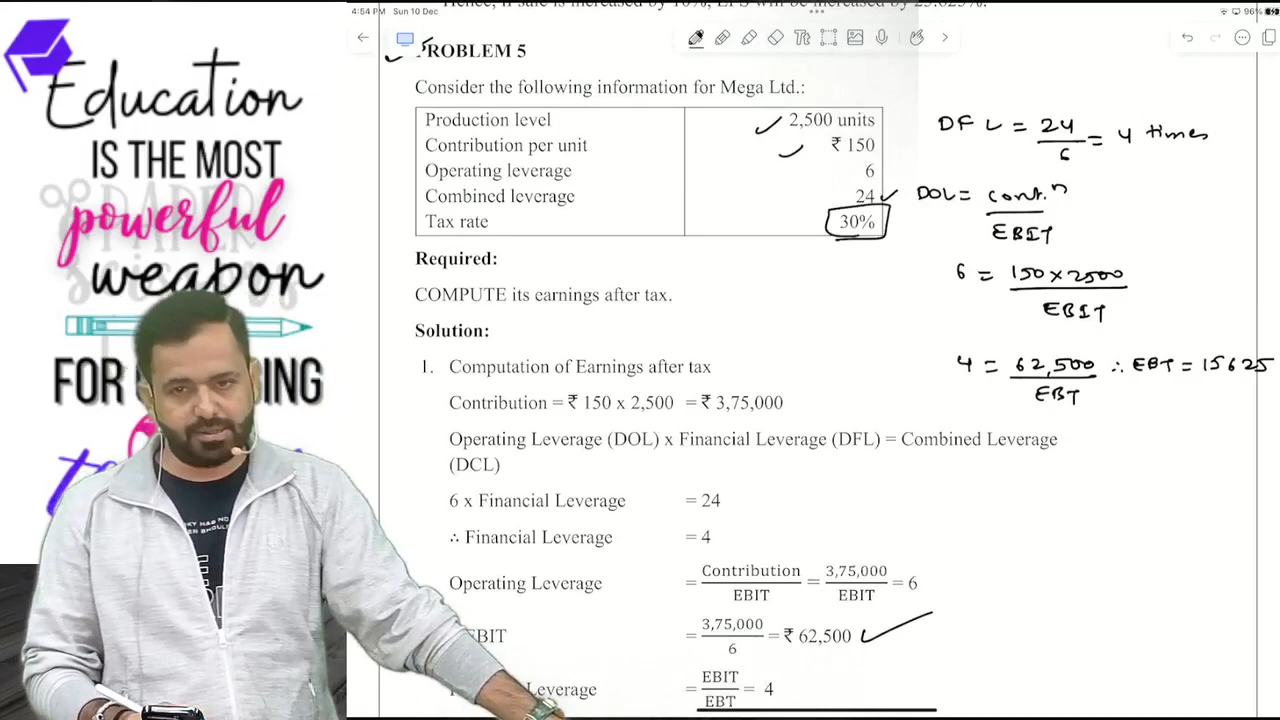 4:54 PM Sun 10 Dec
96%
Education
IS THE MOST
powerful
weapon
FOR
ING
PROBLEM 5
Consider the following information for Mega Ltd.:
Production level 2,500 units
Contribution per unit ₹ 150
Operating leverage 6
Combined leverage 24
Tax rate 30%
Required:
COMPUTE its earnings after tax.
Solution:
1. Computation of Earnings after tax
Contribution = ₹ 150 x 2,500 = ₹ 3,75,000
Operating Leverage (DOL) x Financial Leverage (DFL) = Combined Leverage
(DCL)
6 x Financial Leverage = 24
∴ Financial Leverage = 4
Operating Leverage = Contribution/EBIT = 3,75,000/EBIT = 6
EBIT = 3,75,000/6 = ₹ 62,500
Leverage = EBIT/EBT = 4
DFL = 24/6 = 4 times
DOL = contⁿ/EBIT
6 = 150 x 2500/EBIT
4 = 62,500/EBT ∴ EBT = 15625